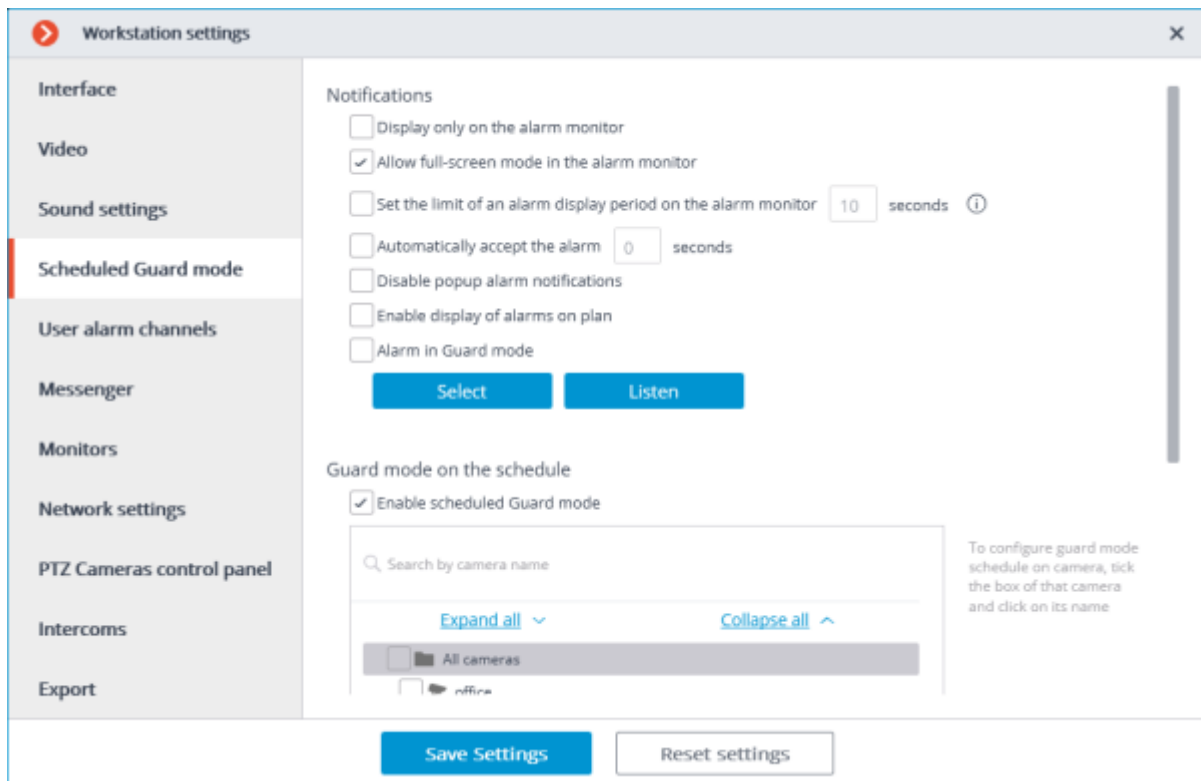 Workstation settings
Interface
Video
Sound settings
Scheduled Guard mode
User alarm channels
Messenger
Monitors
Network settings
PTZ Cameras control panel
Intercoms
Export
Notifications
Display only on the alarm monitor
Allow full-screen mode in the alarm monitor
Set the limit of an alarm display period on the alarm monitor 10 seconds
Automatically accept the alarm 0 seconds
Disable popup alarm notifications
Enable display of alarms on plan
Alarm in Guard mode
Select Listen
Guard mode on the schedule
Enable scheduled Guard mode
Search by camera name
Expand all Collapse all
All cameras
office
To configure guard mode
schedule on camera, tick
the box of that camera
and click on its name
Save Settings Reset settings